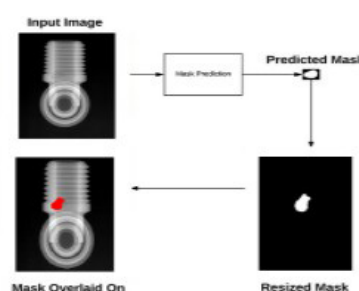 Input Image
Mask Prediction
Predicted Mask
Mask Overlaid On
Resized Mask